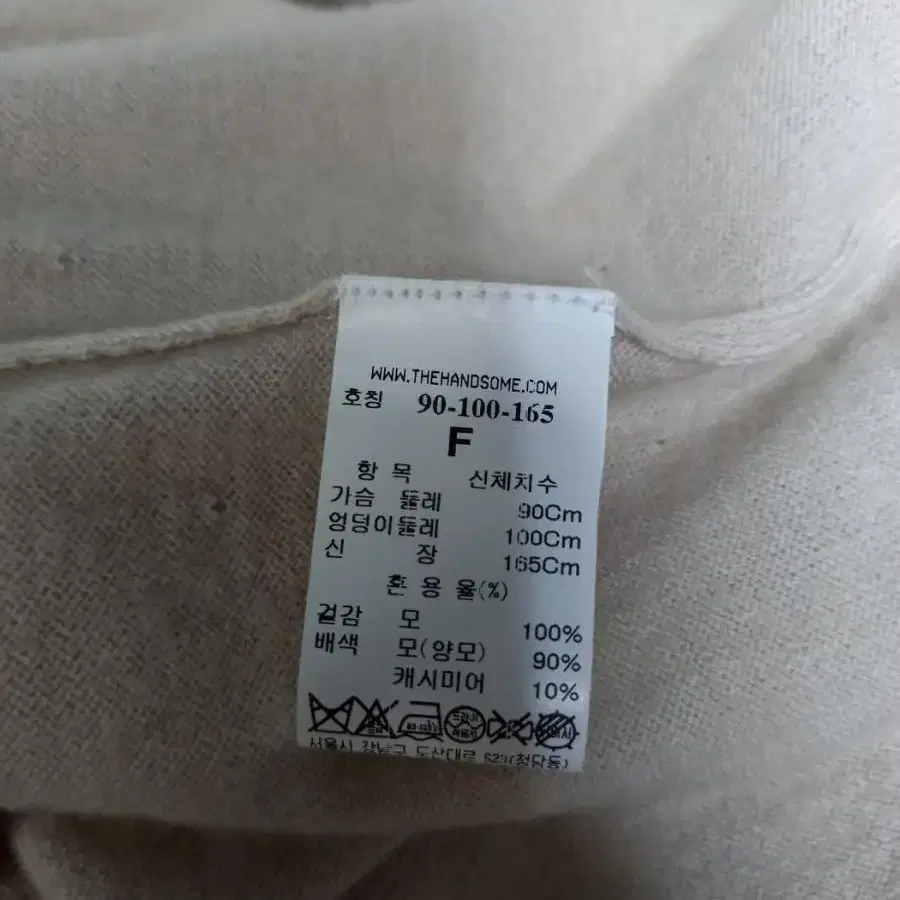 WWW.THEHANDSOME.COM
호칭 90-100-165
F
항 목 신체치수
가슴 둘레 90Cm
엉덩이둘레 100Cm
신 장 165Cm
혼 용 율(%)
겉감 모 100%
배색 모(양모) 90%
캐시미어 10%
드라이
서울시 강남구 도산대로 523(청담동)